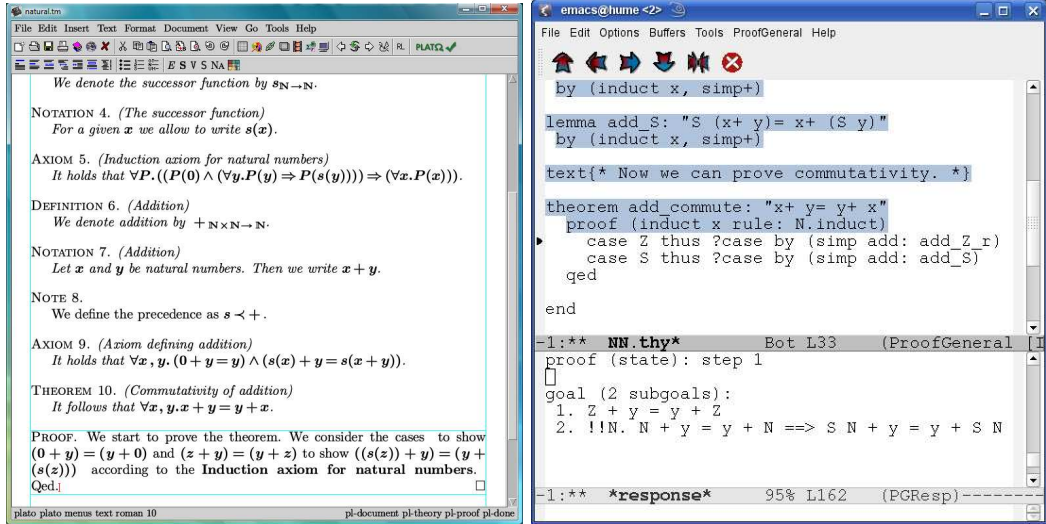 natural.tm
File Edit Insert Text Format Document View Go Tools Help
RL PLATΩ
E S V S NA
We denote the successor function by s_{ℕ→ℕ}.
NOTATION 4. (The successor function)
For a given x we allow to write s(x).
AXIOM 5. (Induction axiom for natural numbers)
It holds that ∀P.((P(0) ∧ (∀y.P(y) ⇒ P(s(y)))) ⇒ (∀x.P(x))).
DEFINITION 6. (Addition)
We denote addition by +_{ℕ×ℕ→ℕ}.
NOTATION 7. (Addition)
Let x and y be natural numbers. Then we write x + y.
NOTE 8.
We define the precedence as s ≺ +.
AXIOM 9. (Axiom defining addition)
It holds that ∀x, y. (0 + y = y) ∧ (s(x) + y = s(x + y)).
THEOREM 10. (Commutativity of addition)
It follows that ∀x, y.x + y = y + x.
PROOF. We start to prove the theorem. We consider the cases to show
(0 + y) = (y + 0) and (z + y) = (y + z) to show ((s(z)) + y) = (y +
(s(z))) according to the Induction axiom for natural numbers.
Qed. □
plato plato menus text roman 10 pl-document pl-theory pl-proof pl-done
emacs@hume <2>
File Edit Options Buffers Tools ProofGeneral Help
by (induct x, simp+)
lemma add_S: "S (x+ y)= x+ (S y)"
by (induct x, simp+)
text{* Now we can prove commutativity. *}
theorem add_commute: "x+ y= y+ x"
proof (induct x rule: N.induct)
case Z thus ?case by (simp add: add_Z_r)
case S thus ?case by (simp add: add_S)
qed
end
-1:** NN.thy* Bot L33 (ProofGeneral [I
proof (state): step 1
goal (2 subgoals):
1. Z + y = y + Z
2. !!N. N + y = y + N ==> S N + y = y + S N
-1:** *response* 95% L162 (PGResp)--------